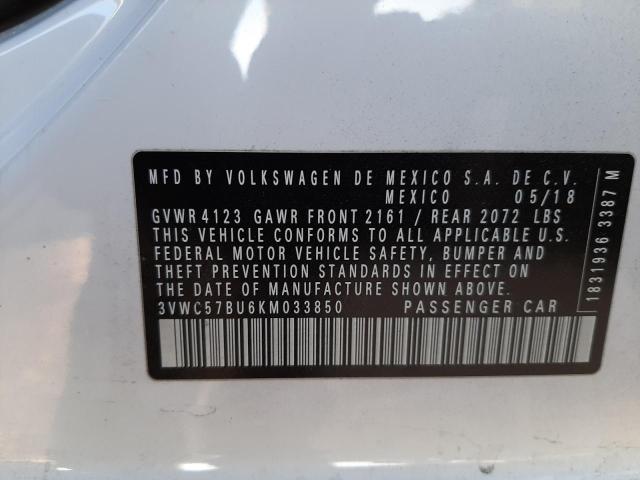 MFD BY VOLKSWAGEN DE MEXICO S.A. DE C.V.
MEXICO 05/18
GVWR 4123 GAWR FRONT 2161 / REAR 2072 LBS
THIS VEHICLE CONFORMS TO ALL APPLICABLE U.S.
FEDERAL MOTOR VEHICLE SAFETY, BUMPER AND
THEFT PREVENTION STANDARDS IN EFFECT ON
THE DATE OF MANUFACTURE SHOWN ABOVE.
3VWC57BU6KM033850 PASSENGER CAR
1831936 3387 M